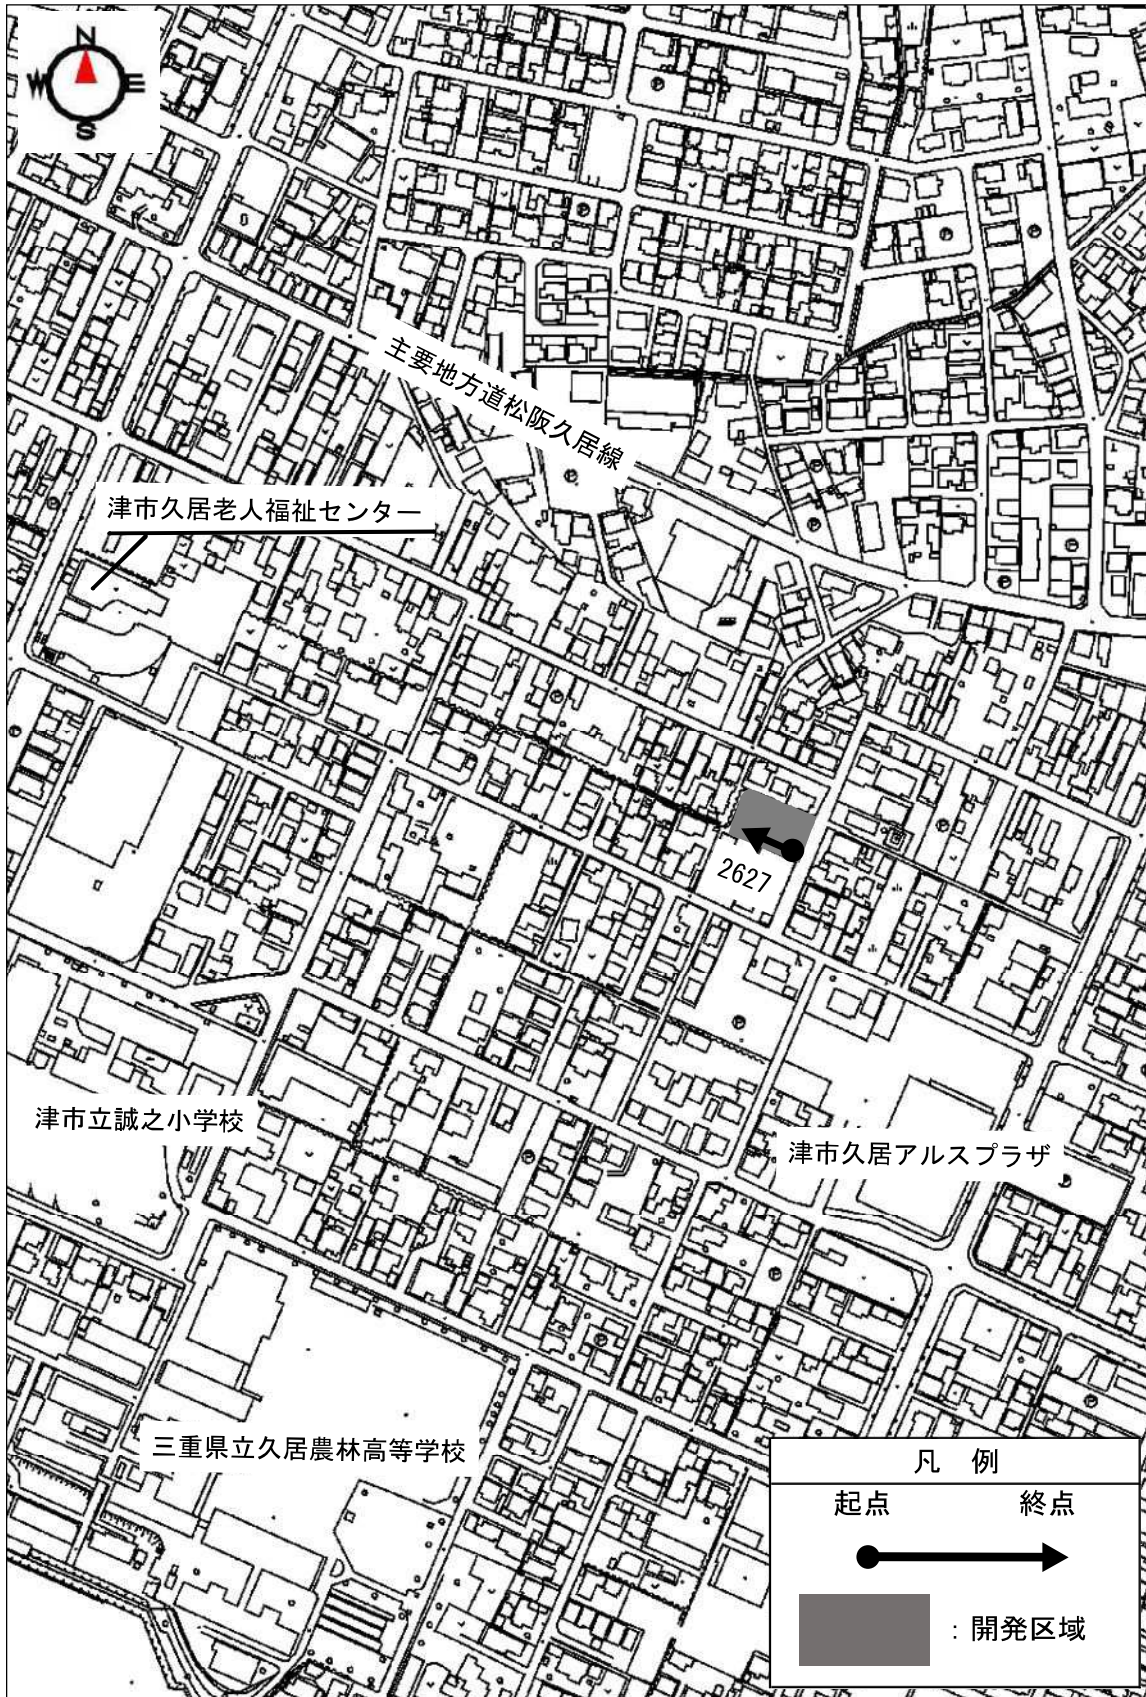 N
W E
S
主要地方道松阪久居線
津市久居老人福祉センター
2627
津市立誠之小学校
津市久居アルスプラザ
三重県立久居農林高等学校
凡 例
起点 終点
: 開発区域